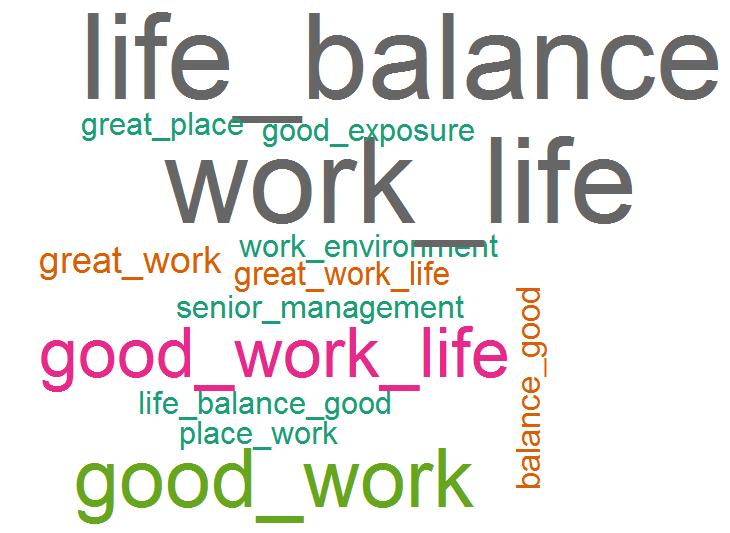 life_balance
great_place
good_exposure
work_life
work_environment
great_work
great_work_life
senior_management
good_work_life
balance_good
life_balance_good
place_work
good_work